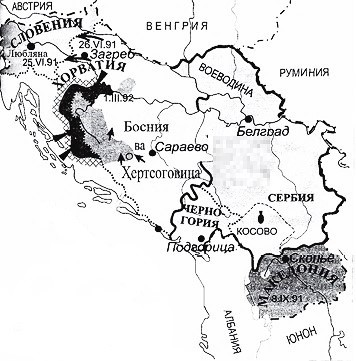 АВСТРИЯ
ВЕНГРИЯ
СЛОВЕНИЯ
26.VI.91
Любляна
Загреб
25.VI.91
ХОРВАТИЯ
РУМИНИЯ
ВОЕВОДИНА
1.III.92
Босния
ва
Белград
Сараево
Хертсоговица
СЕРБИЯ
ЧЕРНО-
ГОРИЯ
КОСОВО
Подгорица
Скопье
МАКЕДОНИЯ
8.IX.91
АЛБАНИЯ
ЮНОН